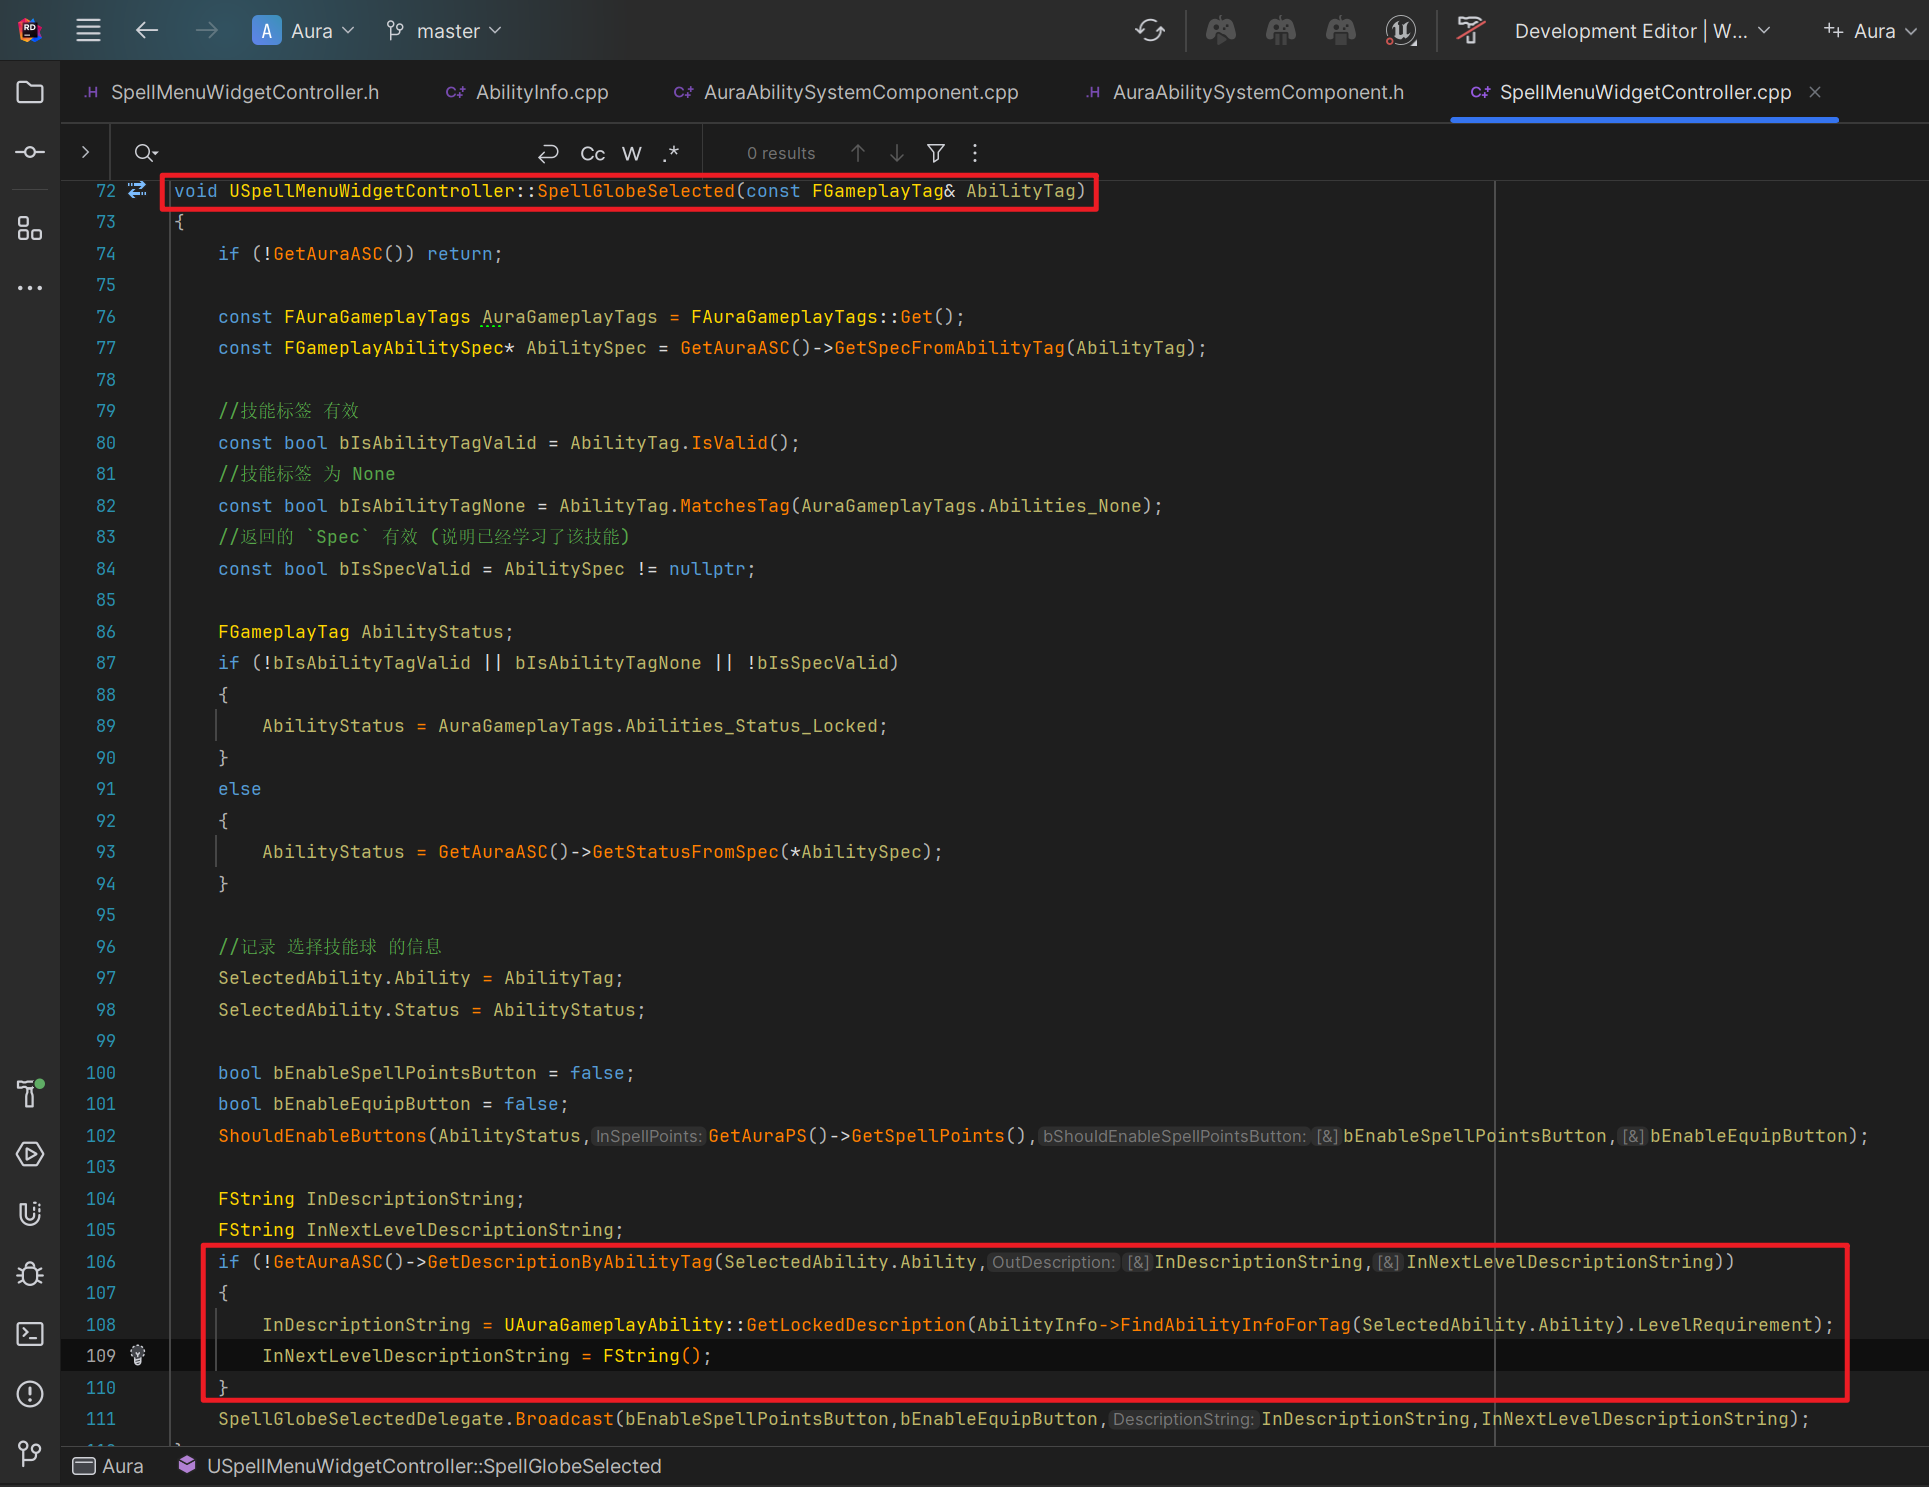 A Aura master Development Editor | W... Aura
SpellMenuWidgetController.h AbilityInfo.cpp AuraAbilitySystemComponent.cpp AuraAbilitySystemComponent.h SpellMenuWidgetController.cpp
Cc W .* 0 results
72 void USpellMenuWidgetController::SpellGlobeSelected(const FGameplayTag& AbilityTag)
73 {
74 if (!GetAuraASC()) return;
75
76 const FAuraGameplayTags AuraGameplayTags = FAuraGameplayTags::Get();
77 const FGameplayAbilitySpec* AbilitySpec = GetAuraASC()->GetSpecFromAbilityTag(AbilityTag);
78
79 //技能标签 有效
80 const bool bIsAbilityTagValid = AbilityTag.IsValid();
81 //技能标签 为 None
82 const bool bIsAbilityTagNone = AbilityTag.MatchesTag(AuraGameplayTags.Abilities_None);
83 //返回的 `Spec` 有效 (说明已经学习了该技能)
84 const bool bIsSpecValid = AbilitySpec != nullptr;
85
86 FGameplayTag AbilityStatus;
87 if (!bIsAbilityTagValid || bIsAbilityTagNone || !bIsSpecValid)
88 {
89 AbilityStatus = AuraGameplayTags.Abilities_Status_Locked;
90 }
91 else
92 {
93 AbilityStatus = GetAuraASC()->GetStatusFromSpec(*AbilitySpec);
94 }
95
96 //记录 选择技能球 的信息
97 SelectedAbility.Ability = AbilityTag;
98 SelectedAbility.Status = AbilityStatus;
99
100 bool bEnableSpellPointsButton = false;
101 bool bEnableEquipButton = false;
102 ShouldEnableButtons(AbilityStatus, InSpellPoints: GetAuraPS()->GetSpellPoints(), bShouldEnableSpellPointsButton: [&] bEnableSpellPointsButton, [&] bEnableEquipButton);
103
104 FString InDescriptionString;
105 FString InNextLevelDescriptionString;
106 if (!GetAuraASC()->GetDescriptionByAbilityTag(SelectedAbility.Ability, OutDescription: [&] InDescriptionString, [&] InNextLevelDescriptionString))
107 {
108 InDescriptionString = UAuraGameplayAbility::GetLockedDescription(AbilityInfo->FindAbilityInfoForTag(SelectedAbility.Ability).LevelRequirement);
109 InNextLevelDescriptionString = FString();
110 }
111 SpellGlobeSelectedDelegate.Broadcast(bEnableSpellPointsButton,bEnableEquipButton, DescriptionString: InDescriptionString,InNextLevelDescriptionString);
Aura USpellMenuWidgetController::SpellGlobeSelected